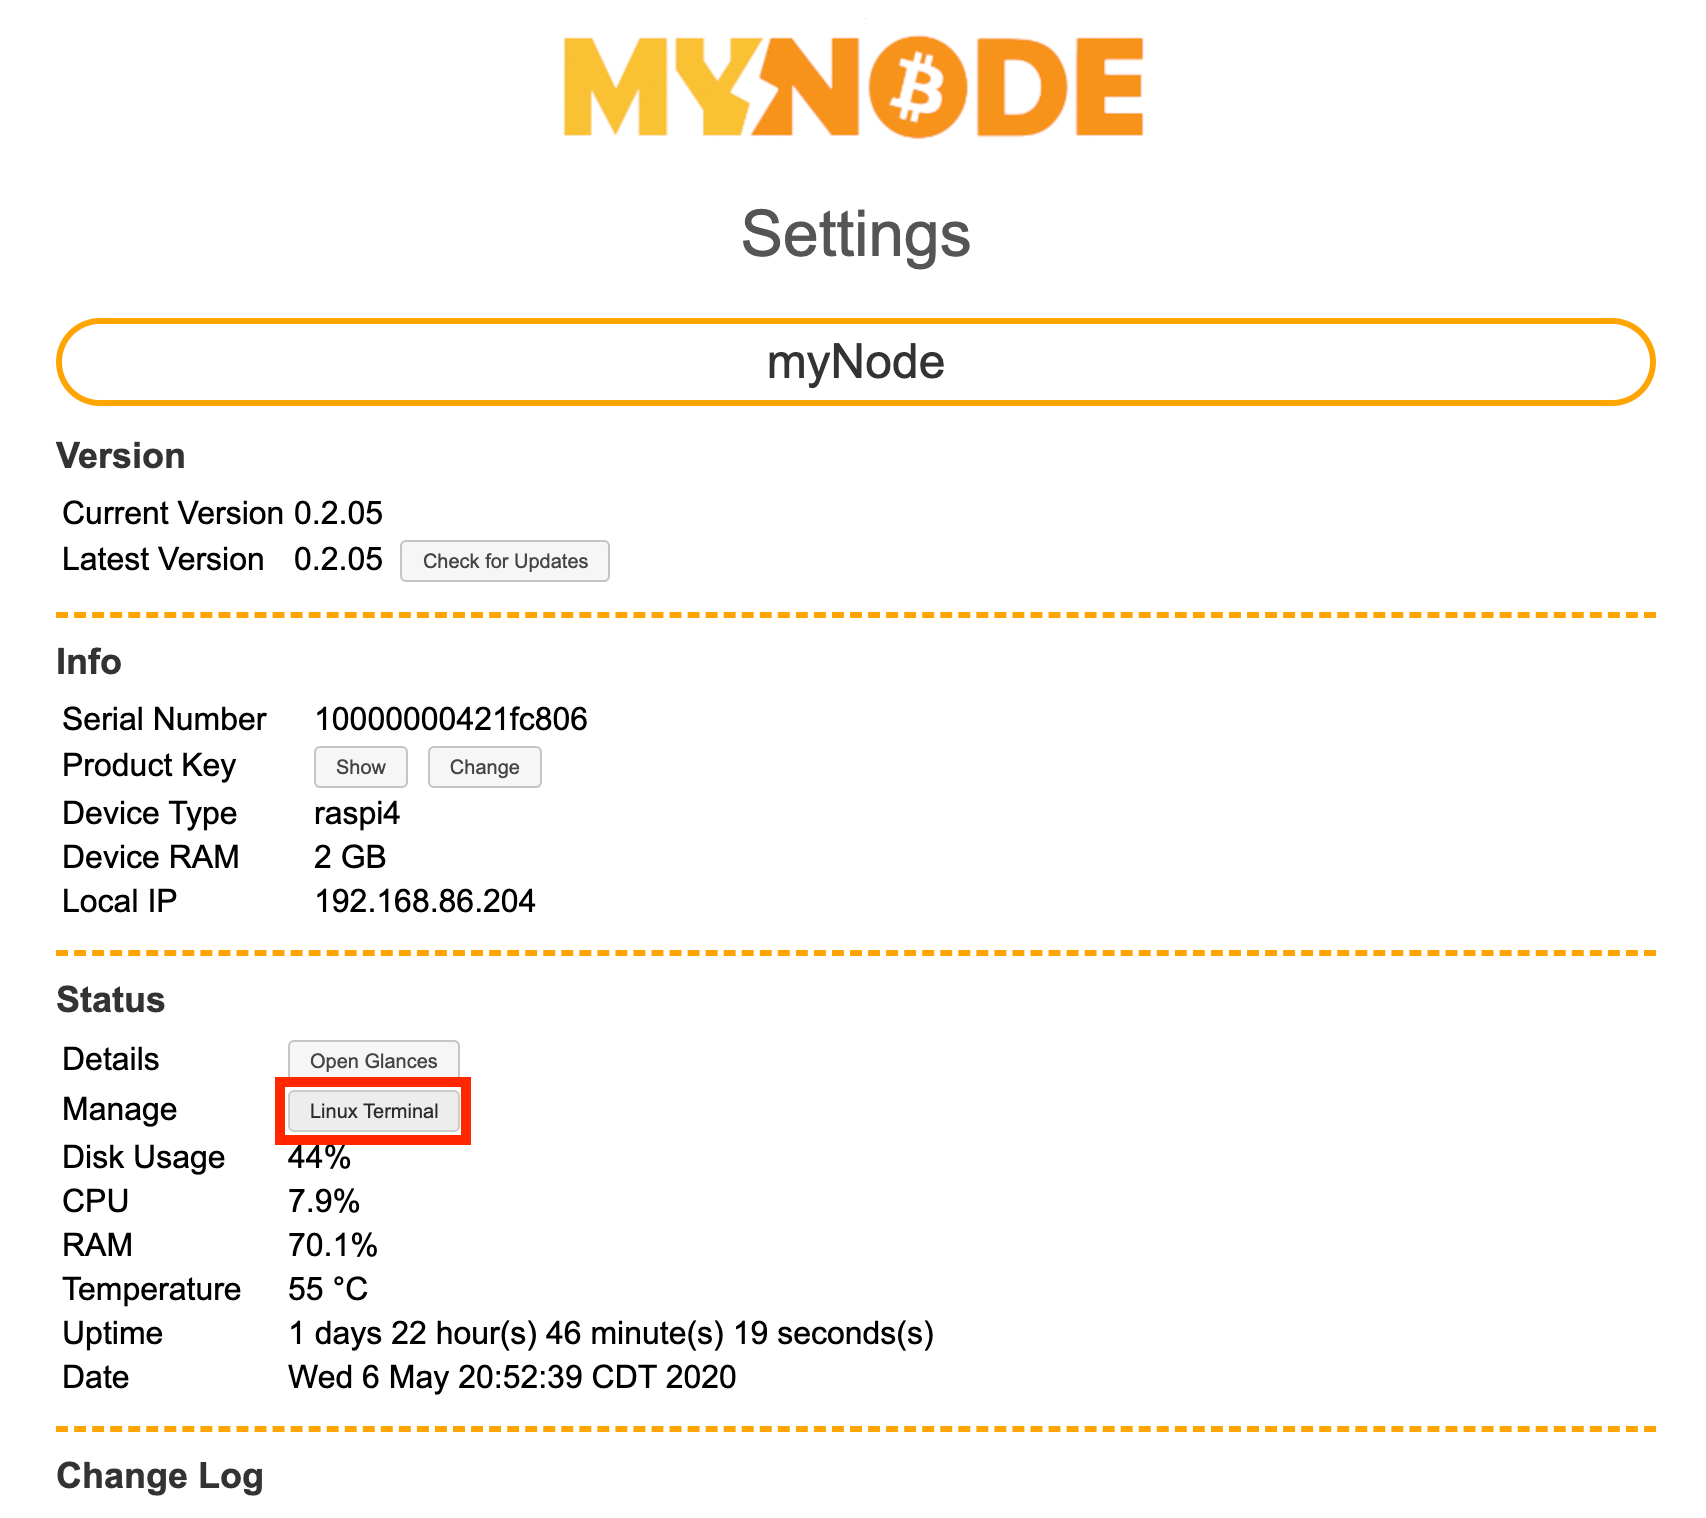 MYNODE
Settings
myNode
Version
Current Version 0.2.05
Latest Version 0.2.05 Check for Updates
Info
Serial Number 10000000421fc806
Product Key Show Change
Device Type raspi4
Device RAM 2 GB
Local IP 192.168.86.204
Status
Details Open Glances
Manage Linux Terminal
Disk Usage 44%
CPU 7.9%
RAM 70.1%
Temperature 55 °C
Uptime 1 days 22 hour(s) 46 minute(s) 19 seconds(s)
Date Wed 6 May 20:52:39 CDT 2020
Change Log